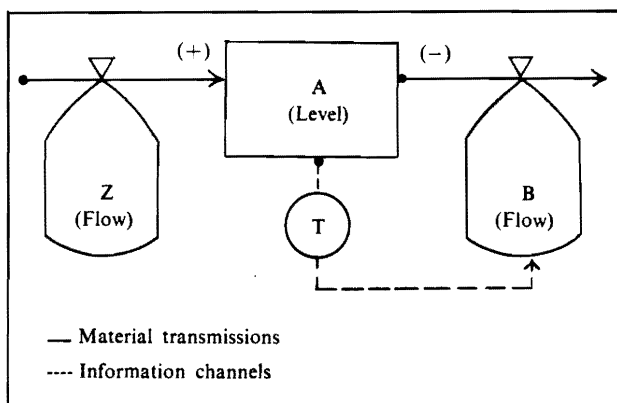 (+)
(−)
A
(Level)
Z
(Flow)
B
(Flow)
T
Material transmissions
Information channels